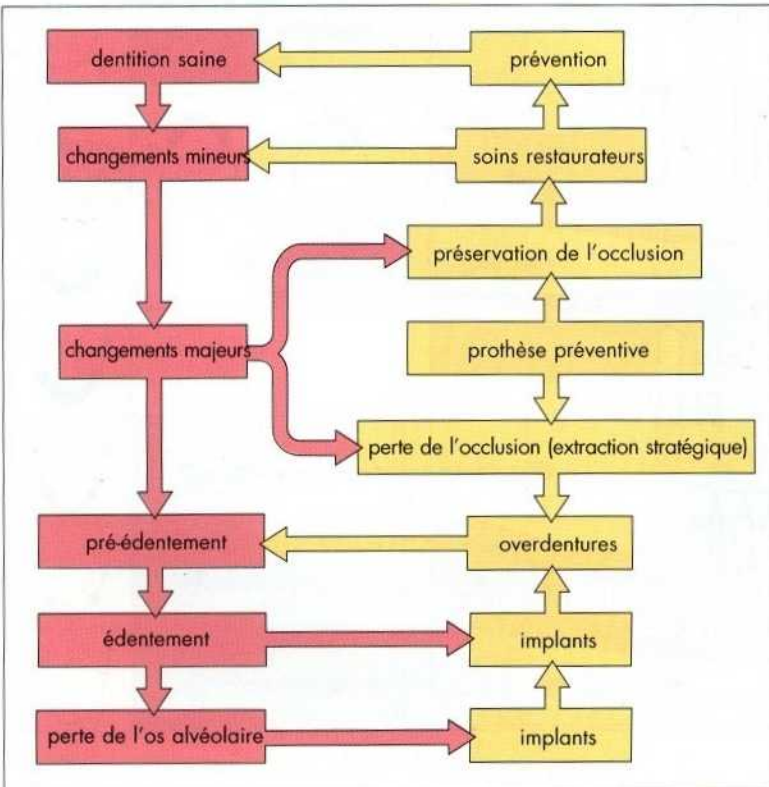 dentition saine
prévention
changements mineurs
soins restaurateurs
préservation de l'occlusion
changements majeurs
prothèse préventive
perte de l'occlusion (extraction stratégique)
pré-édentement
overdentures
édentement
implants
perte de l'os alvéolaire
implants